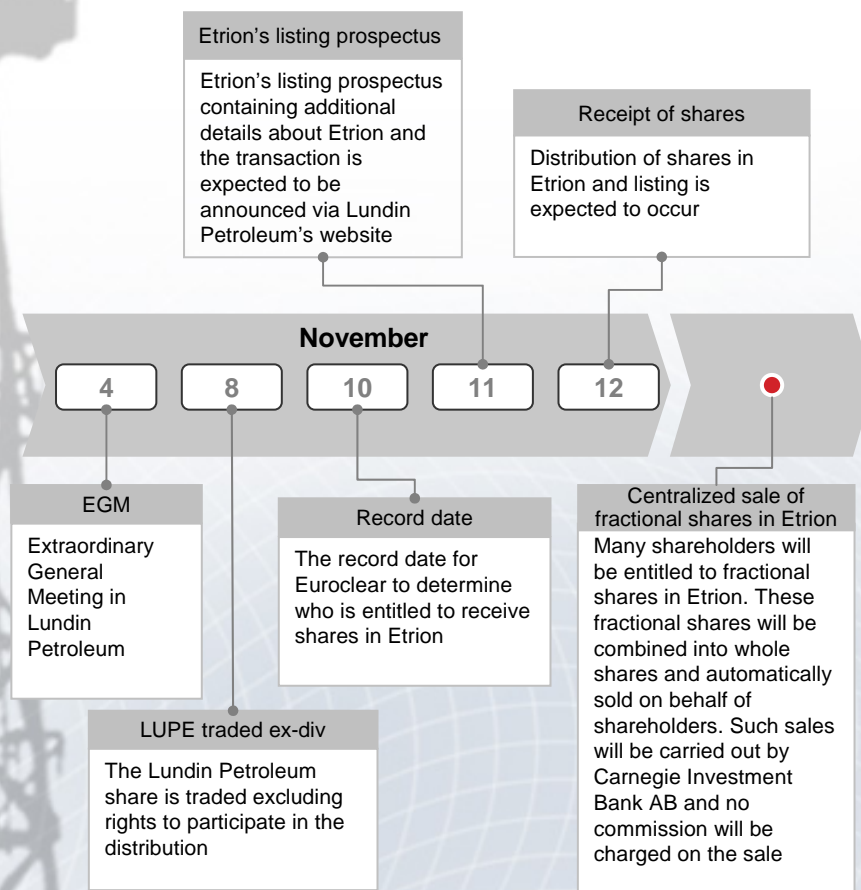 Etrion’s listing prospectus
Etrion’s listing prospectus
containing additional
details about Etrion and
the transaction is
expected to be
announced via Lundin
Petroleum’s website
Receipt of shares
Distribution of shares in
Etrion and listing is
expected to occur
November
4
8
10
11
12
EGM
Extraordinary
General
Meeting in
Lundin
Petroleum
Record date
The record date for
Euroclear to determine
who is entitled to receive
shares in Etrion
Centralized sale of
fractional shares in Etrion
Many shareholders will
be entitled to fractional
shares in Etrion. These
fractional shares will be
combined into whole
shares and automatically
sold on behalf of
shareholders. Such sales
will be carried out by
Carnegie Investment
Bank AB and no
commission will be
charged on the sale
LUPE traded ex-div
The Lundin Petroleum
share is traded excluding
rights to participate in the
distribution